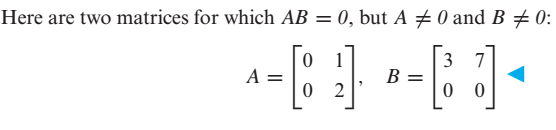 Here are two matrices for which AB = 0, but A ≠ 0 and B ≠ 0:
A = [0 1; 0 2], B = [3 7; 0 0]